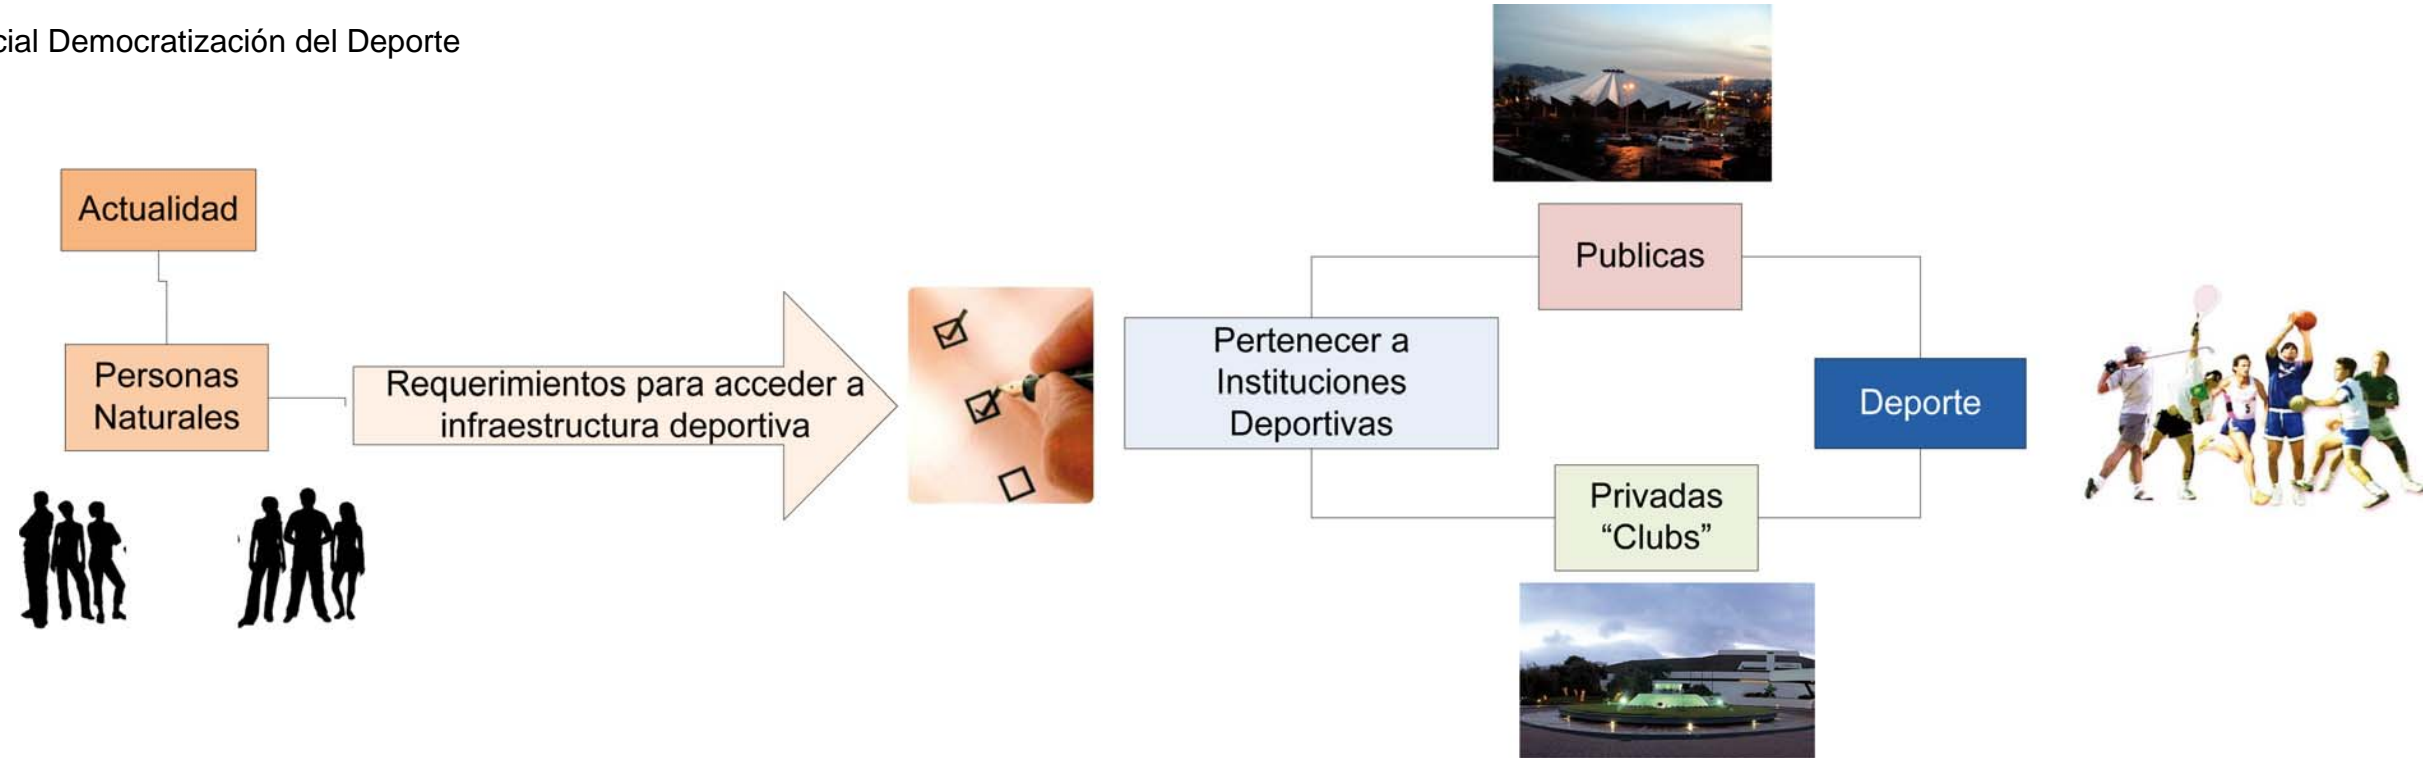 cial Democratización del Deporte
Actualidad
Personas
Naturales
Requerimientos para acceder a
infraestructura deportiva
Pertenecer a
Instituciones
Deportivas
Publicas
Privadas
“Clubs”
Deporte